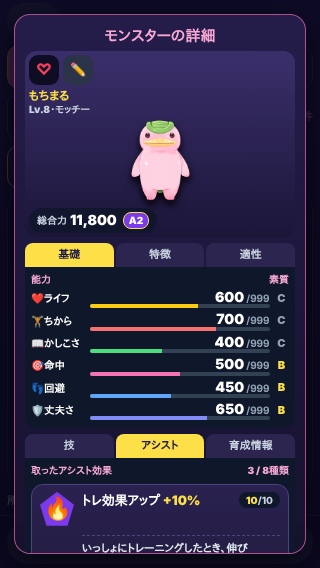 モンスターの詳細
もちまる
Lv.8・モッチー
総合力 11,800 A2
基礎 特徴 適性
能力 素質
ライフ 600 /999 C
ちから 700 /999 C
かしこさ 400 /999 C
命中 500 /999 B
回避 450 /999 B
丈夫さ 650 /999 B
技 アシスト 育成情報
取ったアシスト効果 3 / 8種類
トレ効果アップ +10% 10/10
いっしょにトレーニングしたとき、伸び